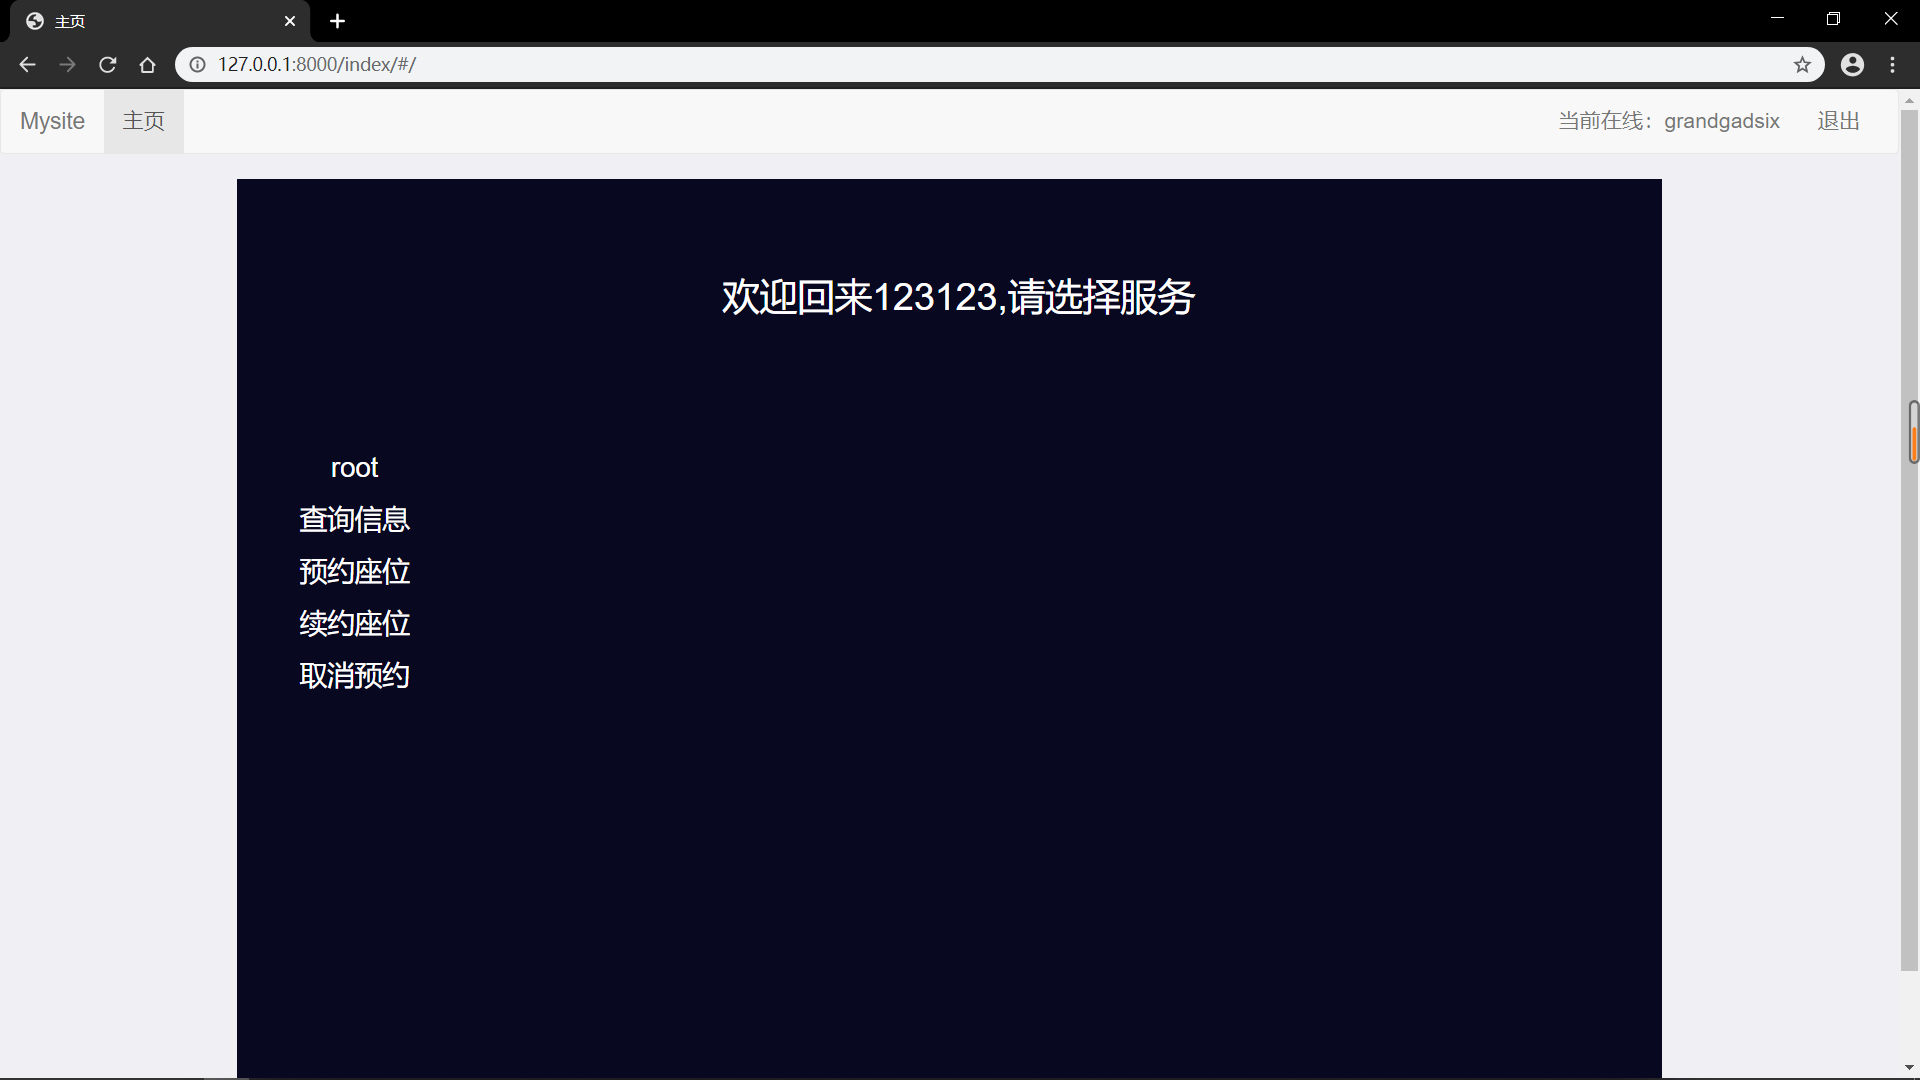 主页
127.0.0.1:8000/index/#/
Mysite 主页 当前在线：grandgadsix 退出
欢迎回来123123,请选择服务
root
查询信息
预约座位
续约座位
取消预约